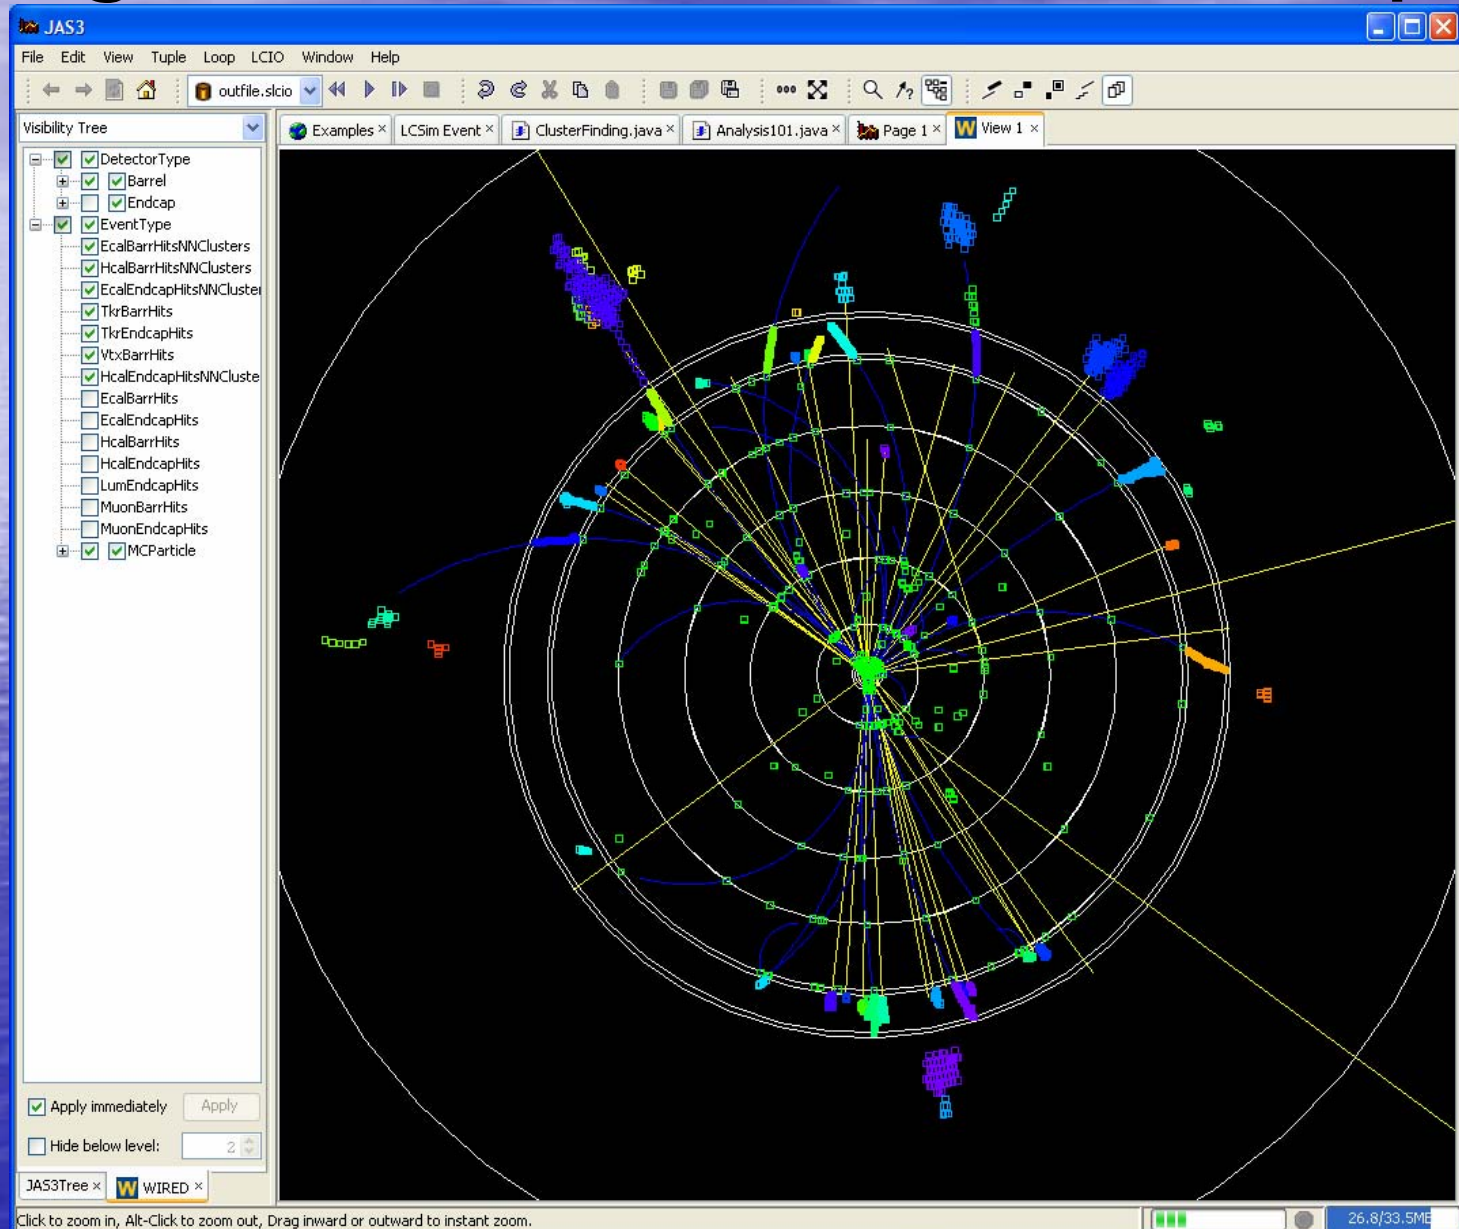 JAS3
File Edit View Tuple Loop LCIO Window Help
outfile.slcio
Visibility Tree
Examples LCSim Event ClusterFinding.java Analysis101.java Page 1 View 1
DetectorType
Barrel
Endcap
EventType
EcalBarrHitsNNClusters
HcalBarrHitsNNClusters
EcalEndcapHitsNNCluste
TkrBarrHits
TkrEndcapHits
VtxBarrHits
HcalEndcapHitsNNCluste
EcalBarrHits
EcalEndcapHits
HcalBarrHits
HcalEndcapHits
LumEndcapHits
MuonBarrHits
MuonEndcapHits
MCParticle
Apply immediately Apply
Hide below level: 2
JAS3Tree WIRED
Click to zoom in, Alt-Click to zoom out, Drag inward or outward to instant zoom. 26.8/33.5ME